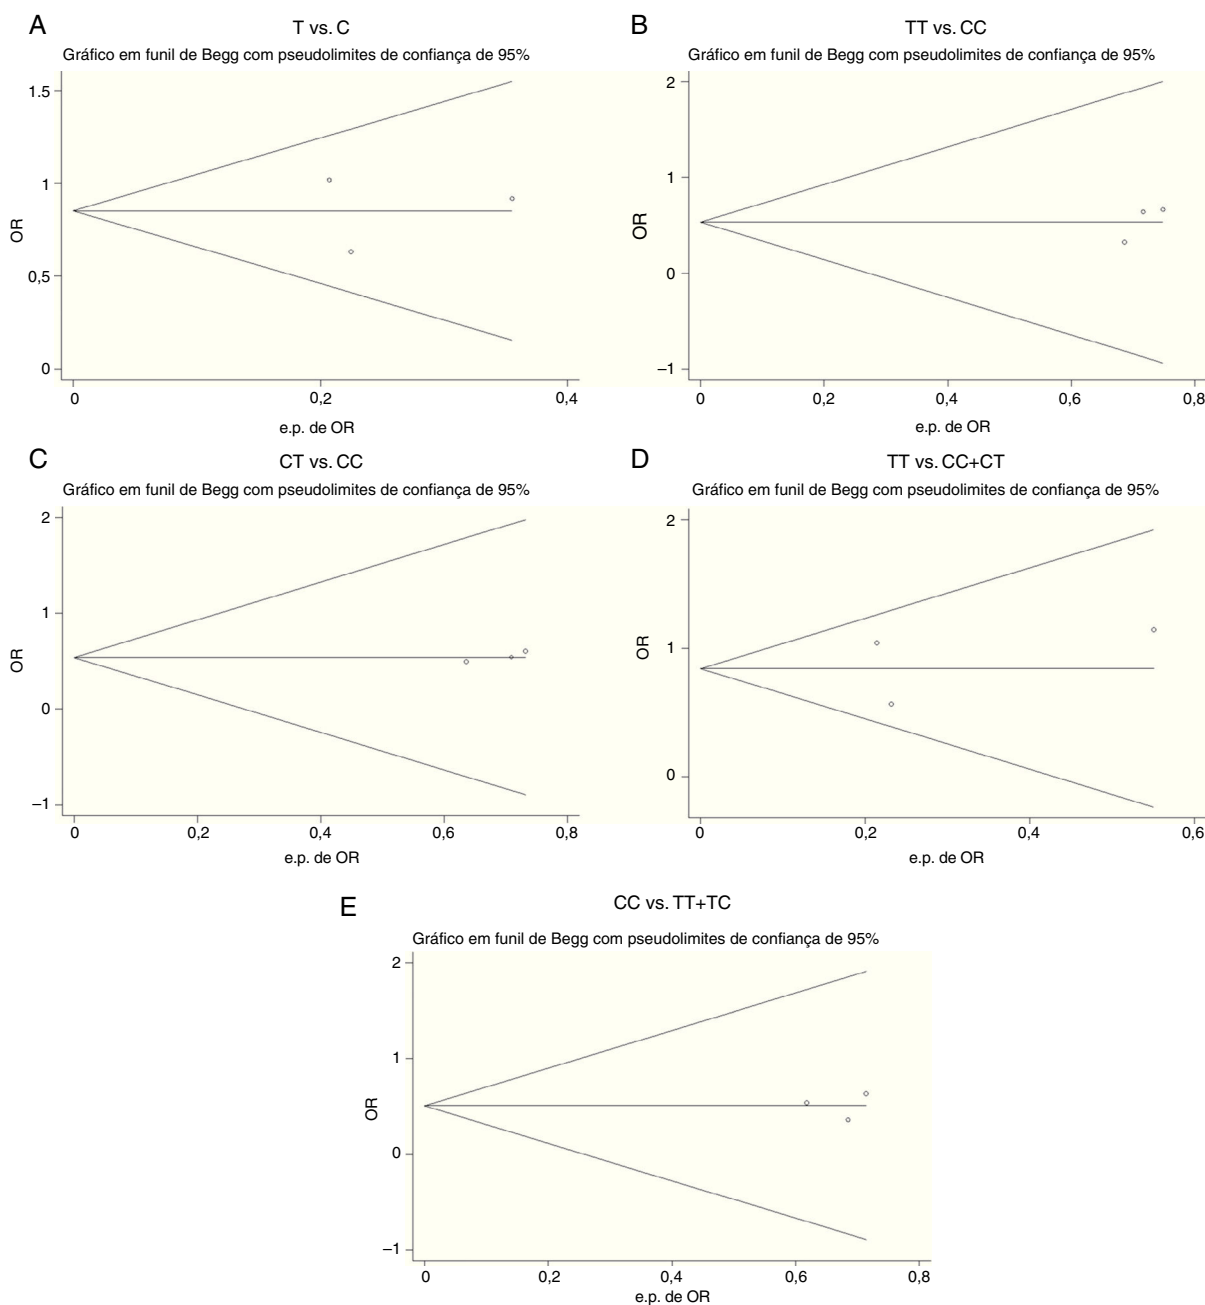 A
T vs. C
Gráfico em funil de Begg com pseudolimites de confiança de 95%
1.5
1
0,5
0
OR
0
0,2
0,4
e.p. de OR
B
TT vs. CC
Gráfico em funil de Begg com pseudolimites de confiança de 95%
2
1
0
–1
OR
0
0,2
0,4
0,6
0,8
e.p. de OR
C
CT vs. CC
Gráfico em funil de Begg com pseudolimites de confiança de 95%
2
1
0
–1
OR
0
0,2
0,4
0,6
0,8
e.p. de OR
D
TT vs. CC+CT
Gráfico em funil de Begg com pseudolimites de confiança de 95%
2
1
0
OR
0
0,2
0,4
0,6
e.p. de OR
E
CC vs. TT+TC
Gráfico em funil de Begg com pseudolimites de confiança de 95%
2
1
0
–1
OR
0
0,2
0,4
0,6
0,8
e.p. de OR